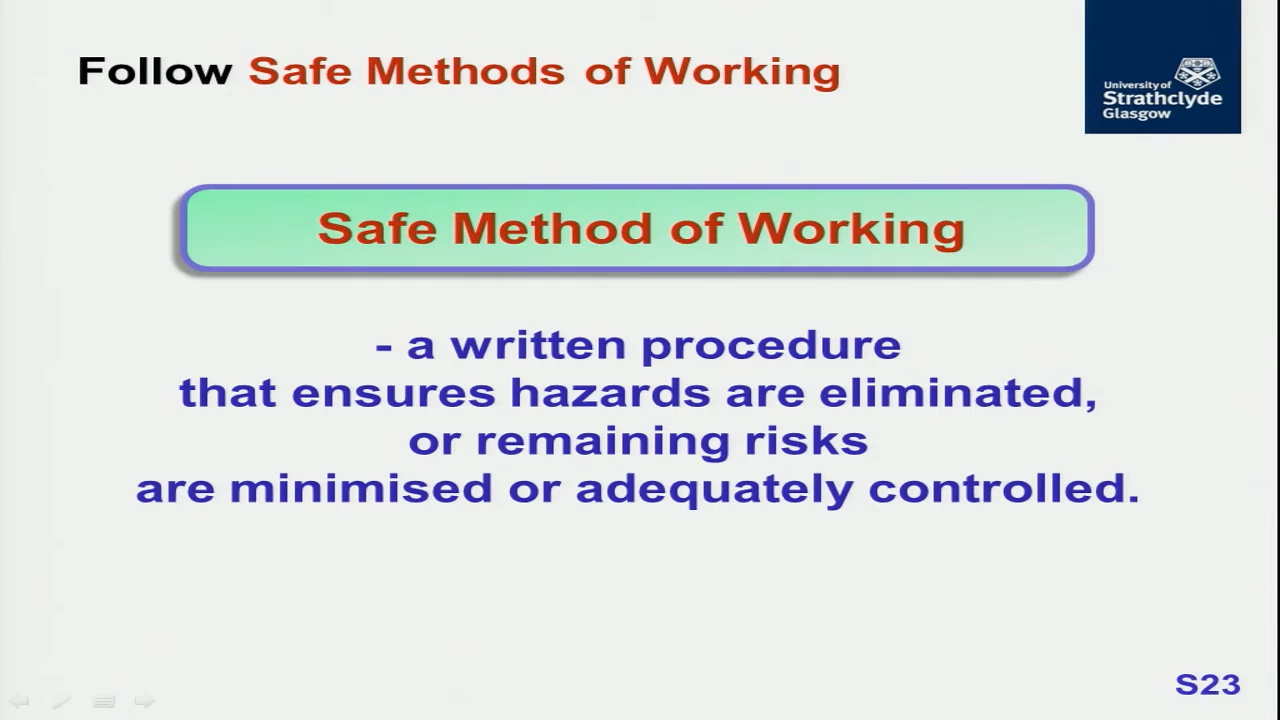 Follow Safe Methods of Working
University of
Strathclyde
Glasgow
Safe Method of Working
- a written procedure
that ensures hazards are eliminated,
or remaining risks
are minimised or adequately controlled.
S23